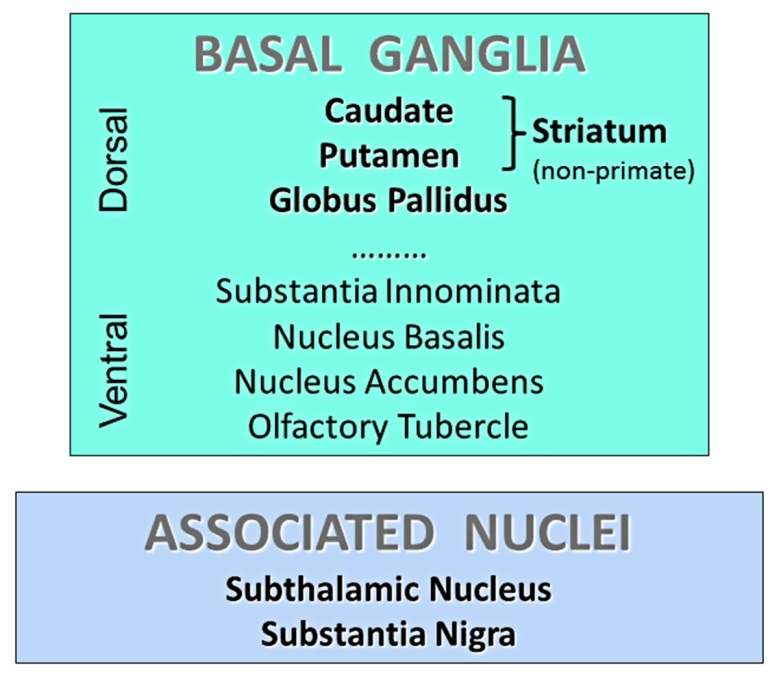 BASAL GANGLIA
Dorsal
Caudate
Putamen
Striatum
(non-primate)
Globus Pallidus
.........
Ventral
Substantia Innominata
Nucleus Basalis
Nucleus Accumbens
Olfactory Tubercle
ASSOCIATED NUCLEI
Subthalamic Nucleus
Substantia Nigra